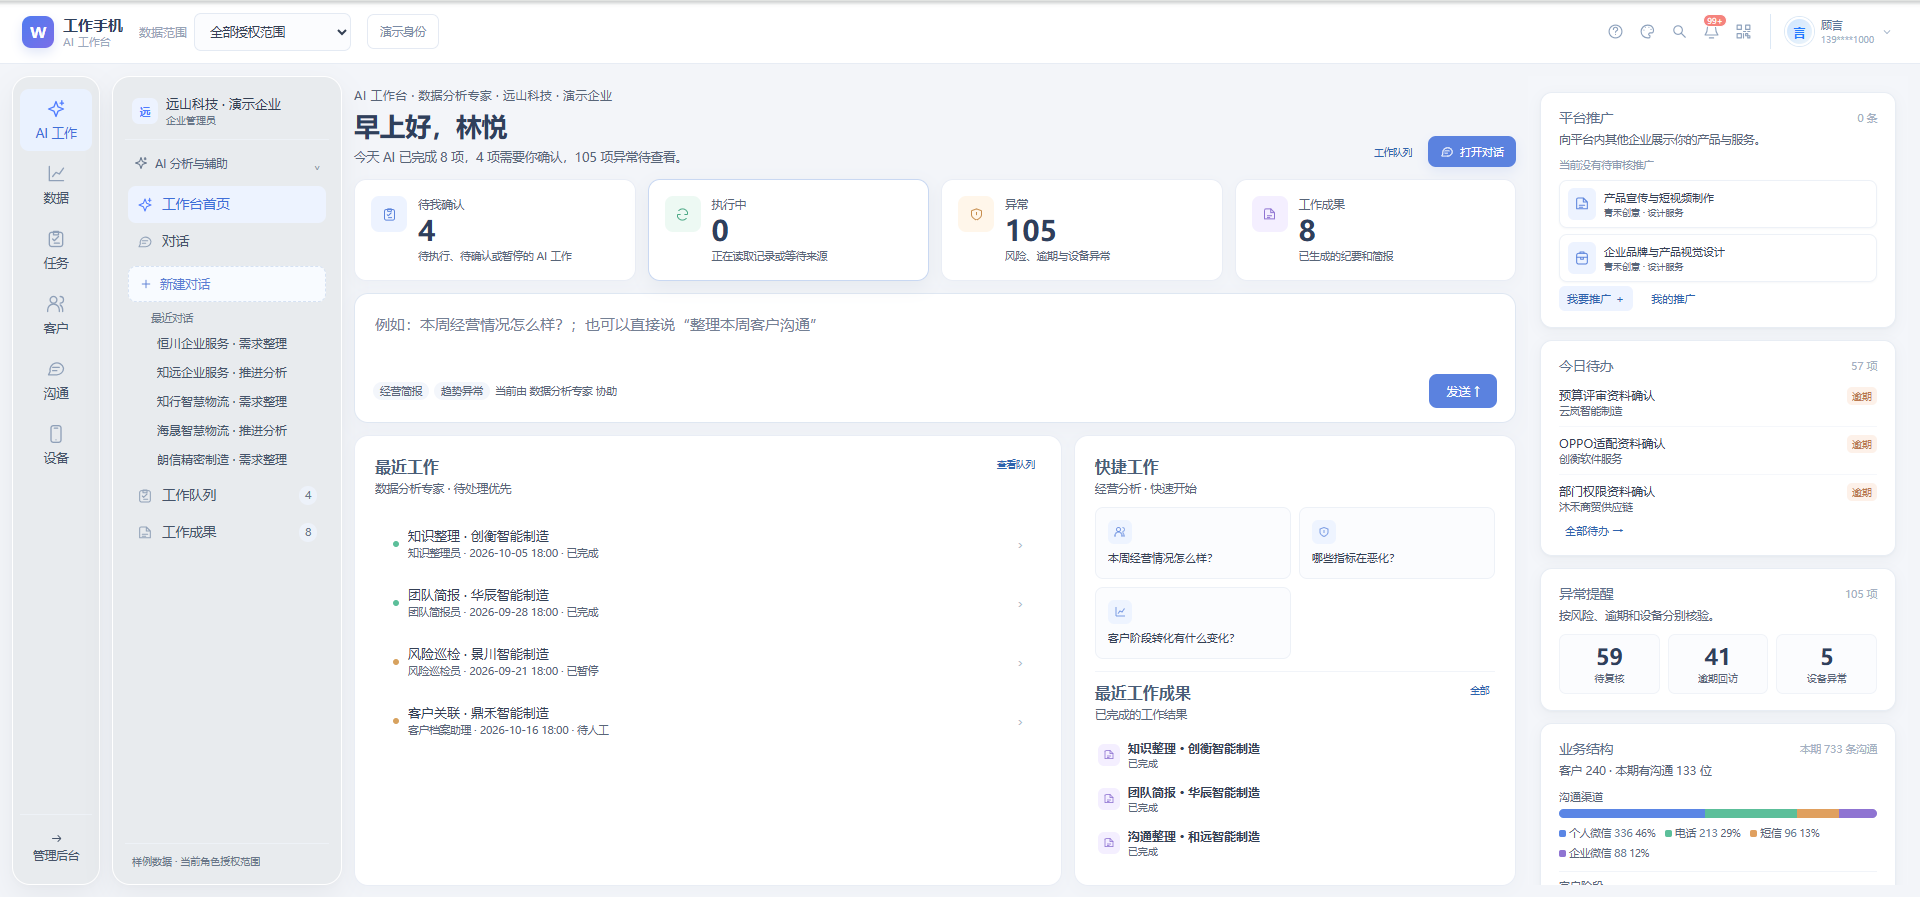 W
工作手机
AI 工作台
数据范围
全部授权范围
演示身份
99+
言
顾言
139****1000
AI 工作
数据
任务
客户
沟通
设备
管理后台
远
远山科技 · 演示企业
企业管理员
AI 分析与辅助
工作台首页
对话
+ 新建对话
最近对话
恒川企业服务 · 需求整理
知远企业服务 · 推进分析
知行智慧物流 · 需求整理
海晟智慧物流 · 推进分析
朗信精密制造 · 需求整理
工作队列 4
工作成果 8
样例数据 · 当前角色授权范围
AI 工作台 · 数据分析专家 · 远山科技 · 演示企业
早上好，林悦
今天 AI 已完成 8 项，4 项需要你确认，105 项异常待查看。
工作队列
打开对话
待我确认
4
待执行、待确认或暂停的 AI 工作
执行中
0
正在读取记录或等待来源
异常
105
风险、逾期与设备异常
工作成果
8
已生成的纪要和简报
例如：本周经营情况怎么样？；也可以直接说“整理本周客户沟通”
经营简报 趋势异常 当前由 数据分析专家 协助
发送 ↑
最近工作
查看队列
数据分析专家 · 待处理优先
知识整理 · 创衡智能制造
知识整理员 · 2026-10-05 18:00 · 已完成
团队简报 · 华辰智能制造
团队简报员 · 2026-09-28 18:00 · 已完成
风险巡检 · 景川智能制造
风险巡检员 · 2026-09-21 18:00 · 已暂停
客户关联 · 鼎禾智能制造
客户档案助理 · 2026-10-16 18:00 · 待人工
快捷工作
经营分析 · 快速开始
本周经营情况怎么样？
哪些指标在恶化？
客户阶段转化有什么变化？
最近工作成果
全部
已完成的工作结果
知识整理 · 创衡智能制造
已完成
团队简报 · 华辰智能制造
已完成
沟通整理 · 和远智能制造
已完成
平台推广 0 条
向平台内其他企业展示你的产品与服务。
当前没有待审核推广
产品宣传与短视频制作
青禾创意 · 设计服务
企业品牌与产品视觉设计
青禾创意 · 设计服务
我要推广 +
我的推广
今日待办 57 项
预算评审资料确认 逾期
云岚智能制造
OPPO适配资料确认 逾期
创衡软件服务
部门权限资料确认 逾期
沐禾商贸供应链
全部待办 →
异常提醒 105 项
按风险、逾期和设备分别核验。
59
待复核
41
逾期回访
5
设备异常
业务结构 本期 733 条沟通
客户 240 · 本期有沟通 133 位
沟通渠道
个人微信 336 46% 电话 213 29% 短信 96 13%
企业微信 88 12%
客户阶段